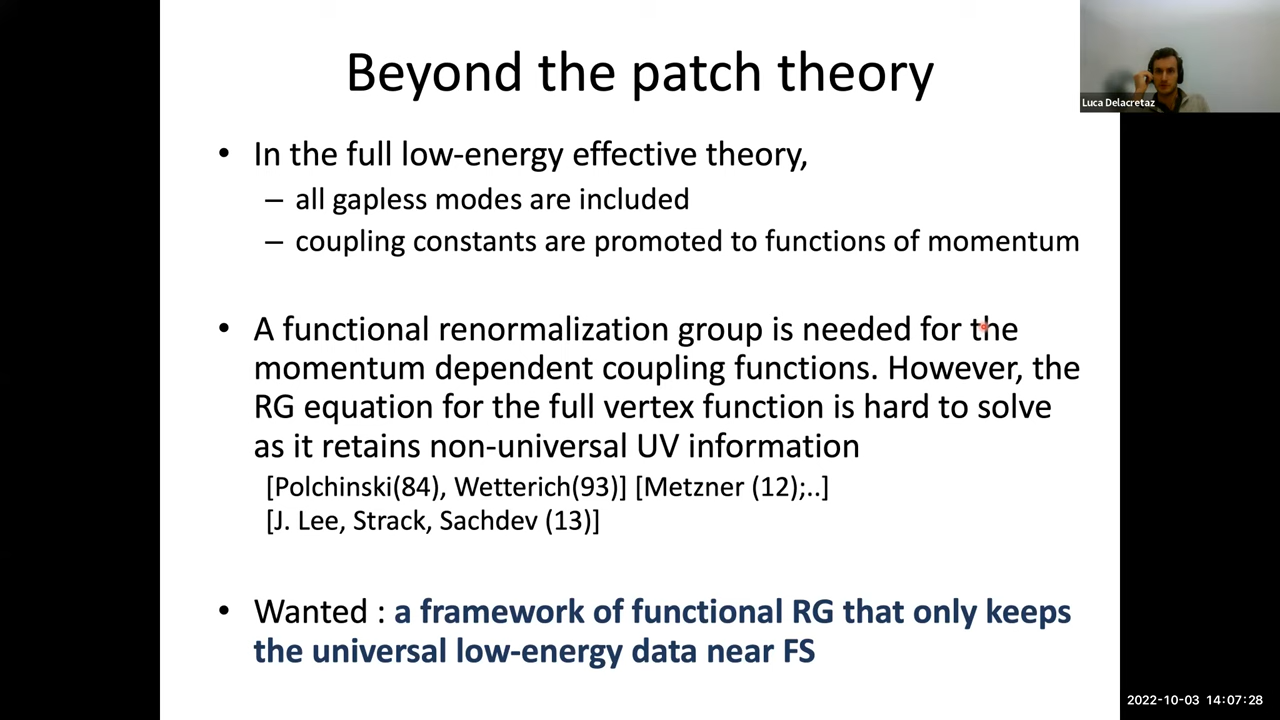 Beyond the patch theory
Luca Delacretaz
• In the full low-energy effective theory,
– all gapless modes are included
– coupling constants are promoted to functions of momentum
• A functional renormalization group is needed for the
momentum dependent coupling functions. However, the
RG equation for the full vertex function is hard to solve
as it retains non-universal UV information
[Polchinski(84), Wetterich(93)] [Metzner (12);..]
[J. Lee, Strack, Sachdev (13)]
• Wanted : a framework of functional RG that only keeps
the universal low-energy data near FS
2022-10-03 14:07:28